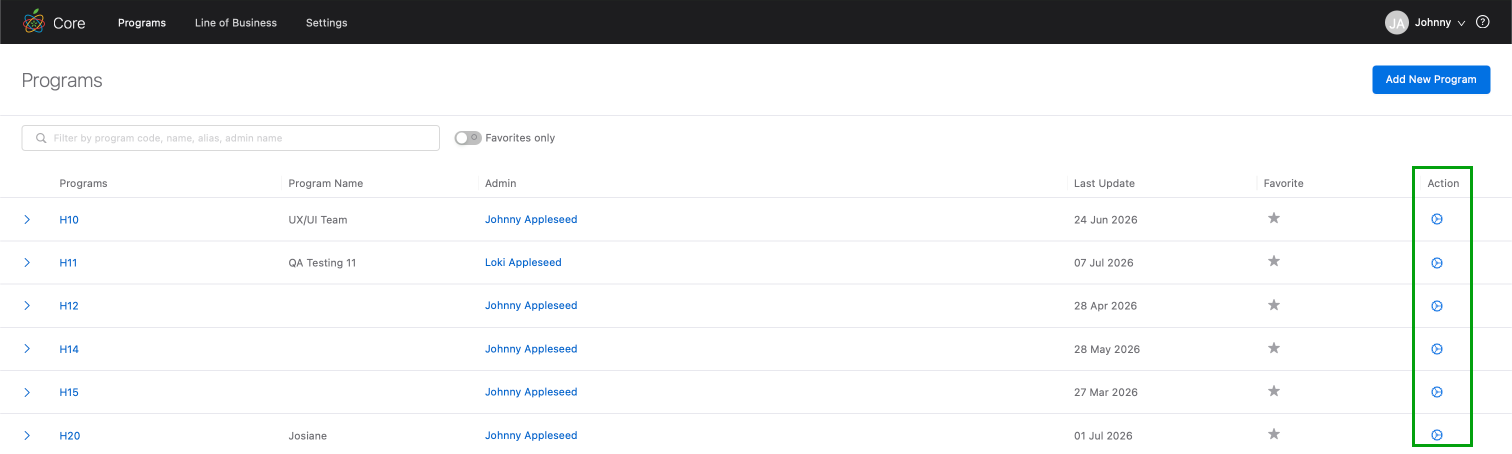 Core Programs Line of Business Settings JA Johnny ?
Programs Add New Program
Filter by program code, name, alias, admin name Favorites only
Programs Program Name Admin Last Update Favorite Action
H10 UX/UI Team Johnny Appleseed 24 Jun 2026
H11 QA Testing 11 Loki Appleseed 07 Jul 2026
H12 Johnny Appleseed 28 Apr 2026
H14 Johnny Appleseed 28 May 2026
H15 Johnny Appleseed 27 Mar 2026
H20 Josiane Johnny Appleseed 01 Jul 2026